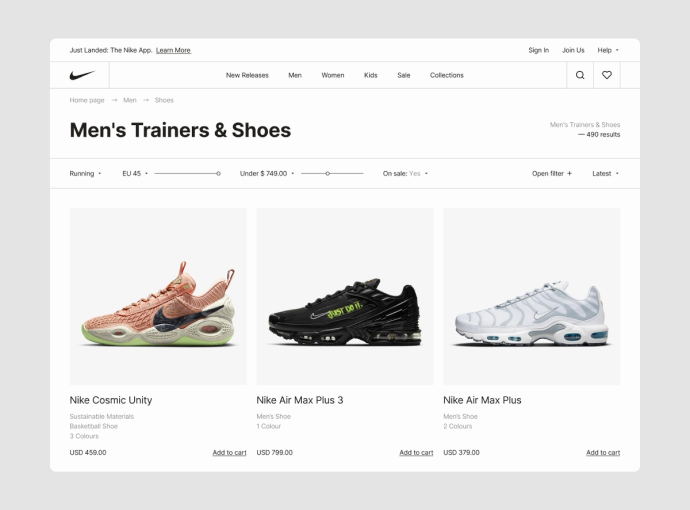 Just Landed: The Nike App. Learn More
Sign In Join Us Help
New Releases Men Women Kids Sale Collections
Home page → Men → Shoes
Men's Trainers & Shoes
Men's Trainers & Shoes
— 490 results
Running EU 45 Under $ 749.00 On sale: Yes Open filter + Latest
JUST DO IT.
Nike Cosmic Unity
Sustainable Materials
Basketball Shoe
3 Colours
USD 459.00 Add to cart
Nike Air Max Plus 3
Men's Shoe
1 Colour
USD 799.00 Add to cart
Nike Air Max Plus
Men's Shoe
2 Colours
USD 379.00 Add to cart